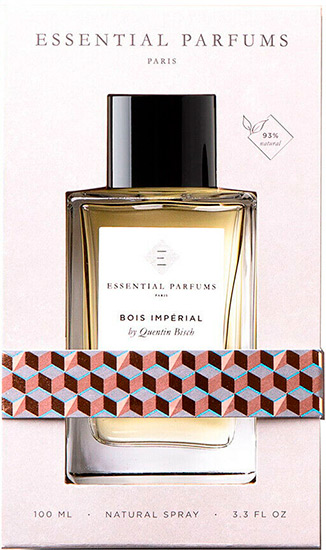 ESSENTIAL PARFUMS
PARIS
93%
natural
ESSENTIAL PARFUMS
PARIS
BOIS IMPÉRIAL
by Quentin Bisch
100 ML · NATURAL SPRAY · 3.3 FL OZ